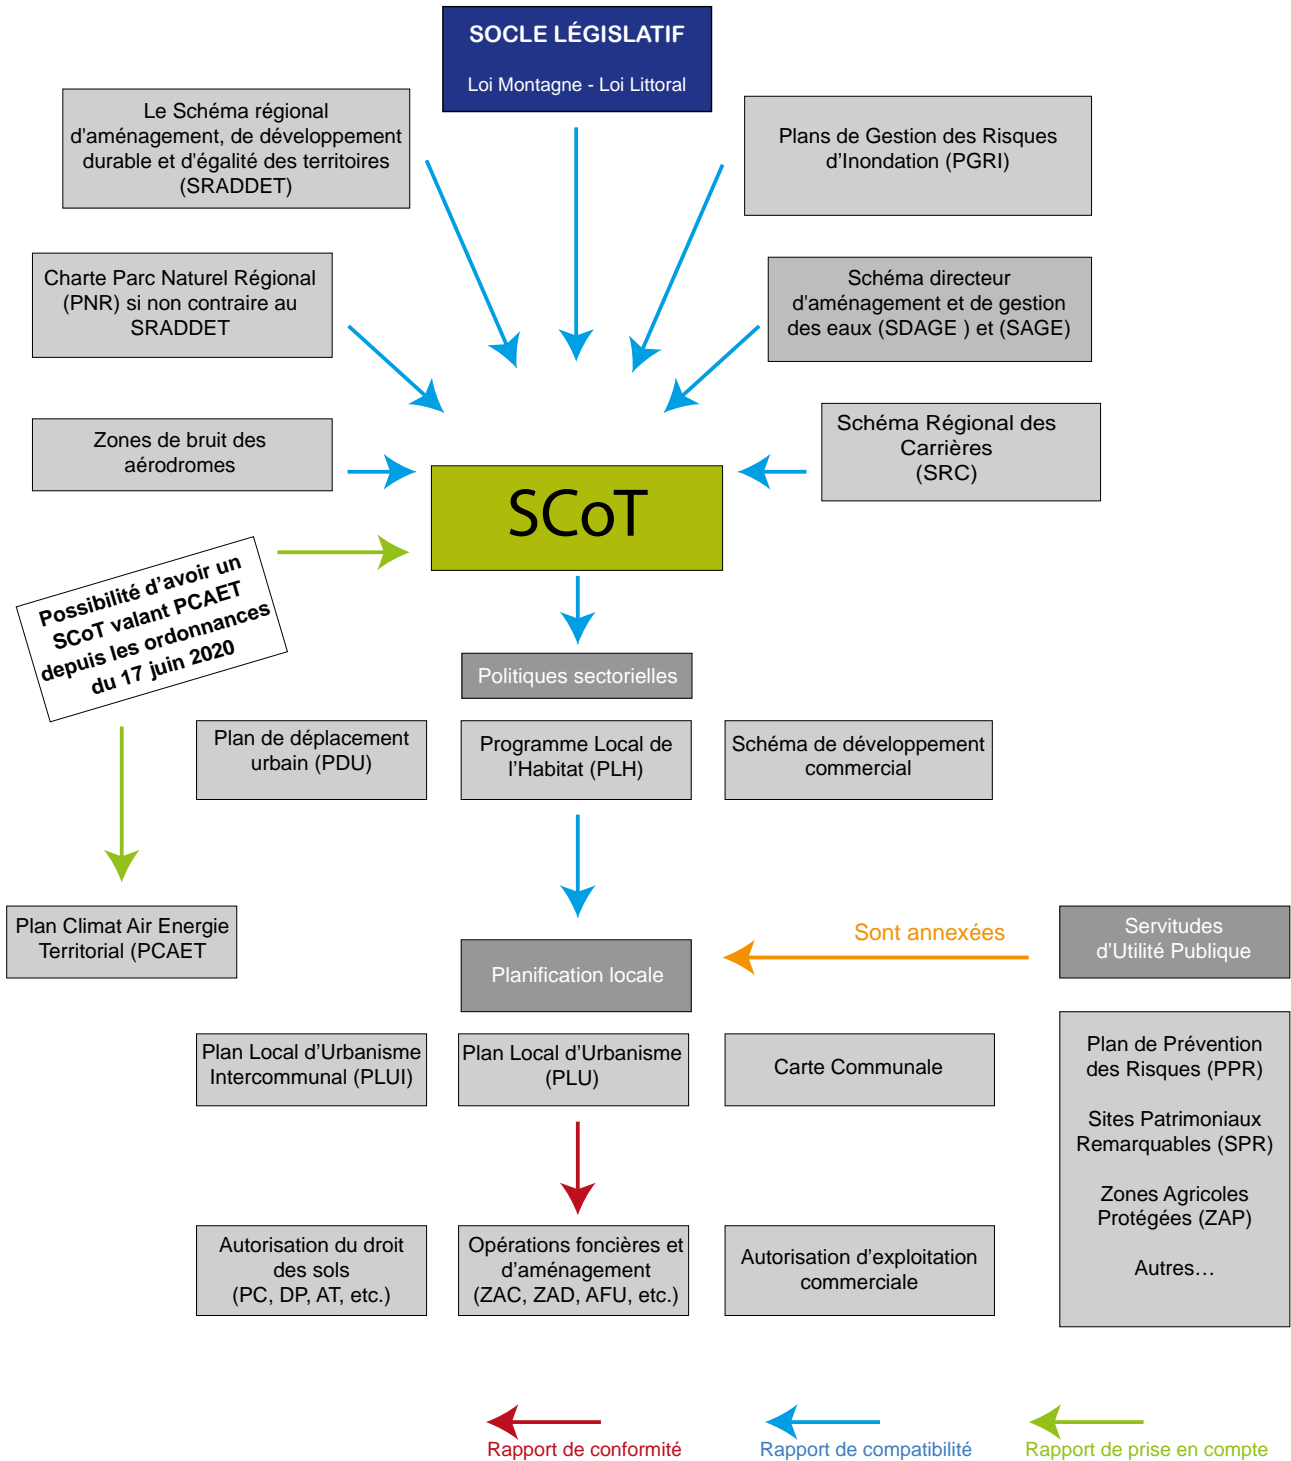 SOCLE LÉGISLATIF
Loi Montagne - Loi Littoral
Le Schéma régional
d'aménagement, de développement
durable et d'égalité des territoires
(SRADDET)
Plans de Gestion des Risques
d’Inondation (PGRI)
Charte Parc Naturel Régional
(PNR) si non contraire au
SRADDET
Schéma directeur
d'aménagement et de gestion
des eaux (SDAGE ) et (SAGE)
Zones de bruit des
aérodromes
Schéma Régional des
Carrières
(SRC)
SCoT
Possibilité d’avoir un
SCoT valant PCAET
depuis les ordonnances
du 17 juin 2020
Politiques sectorielles
Plan de déplacement
urbain (PDU)
Programme Local de
l’Habitat (PLH)
Schéma de développement
commercial
Plan Climat Air Energie
Territorial (PCAET
Planification locale
Sont annexées
Servitudes
d’Utilité Publique
Plan Local d’Urbanisme
Intercommunal (PLUI)
Plan Local d’Urbanisme
(PLU)
Carte Communale
Plan de Prévention
des Risques (PPR)
Sites Patrimoniaux
Remarquables (SPR)
Zones Agricoles
Protégées (ZAP)
Autres…
Autorisation du droit
des sols
(PC, DP, AT, etc.)
Opérations foncières et
d’aménagement
(ZAC, ZAD, AFU, etc.)
Autorisation d’exploitation
commerciale
Rapport de conformité
Rapport de compatibilité
Rapport de prise en compte